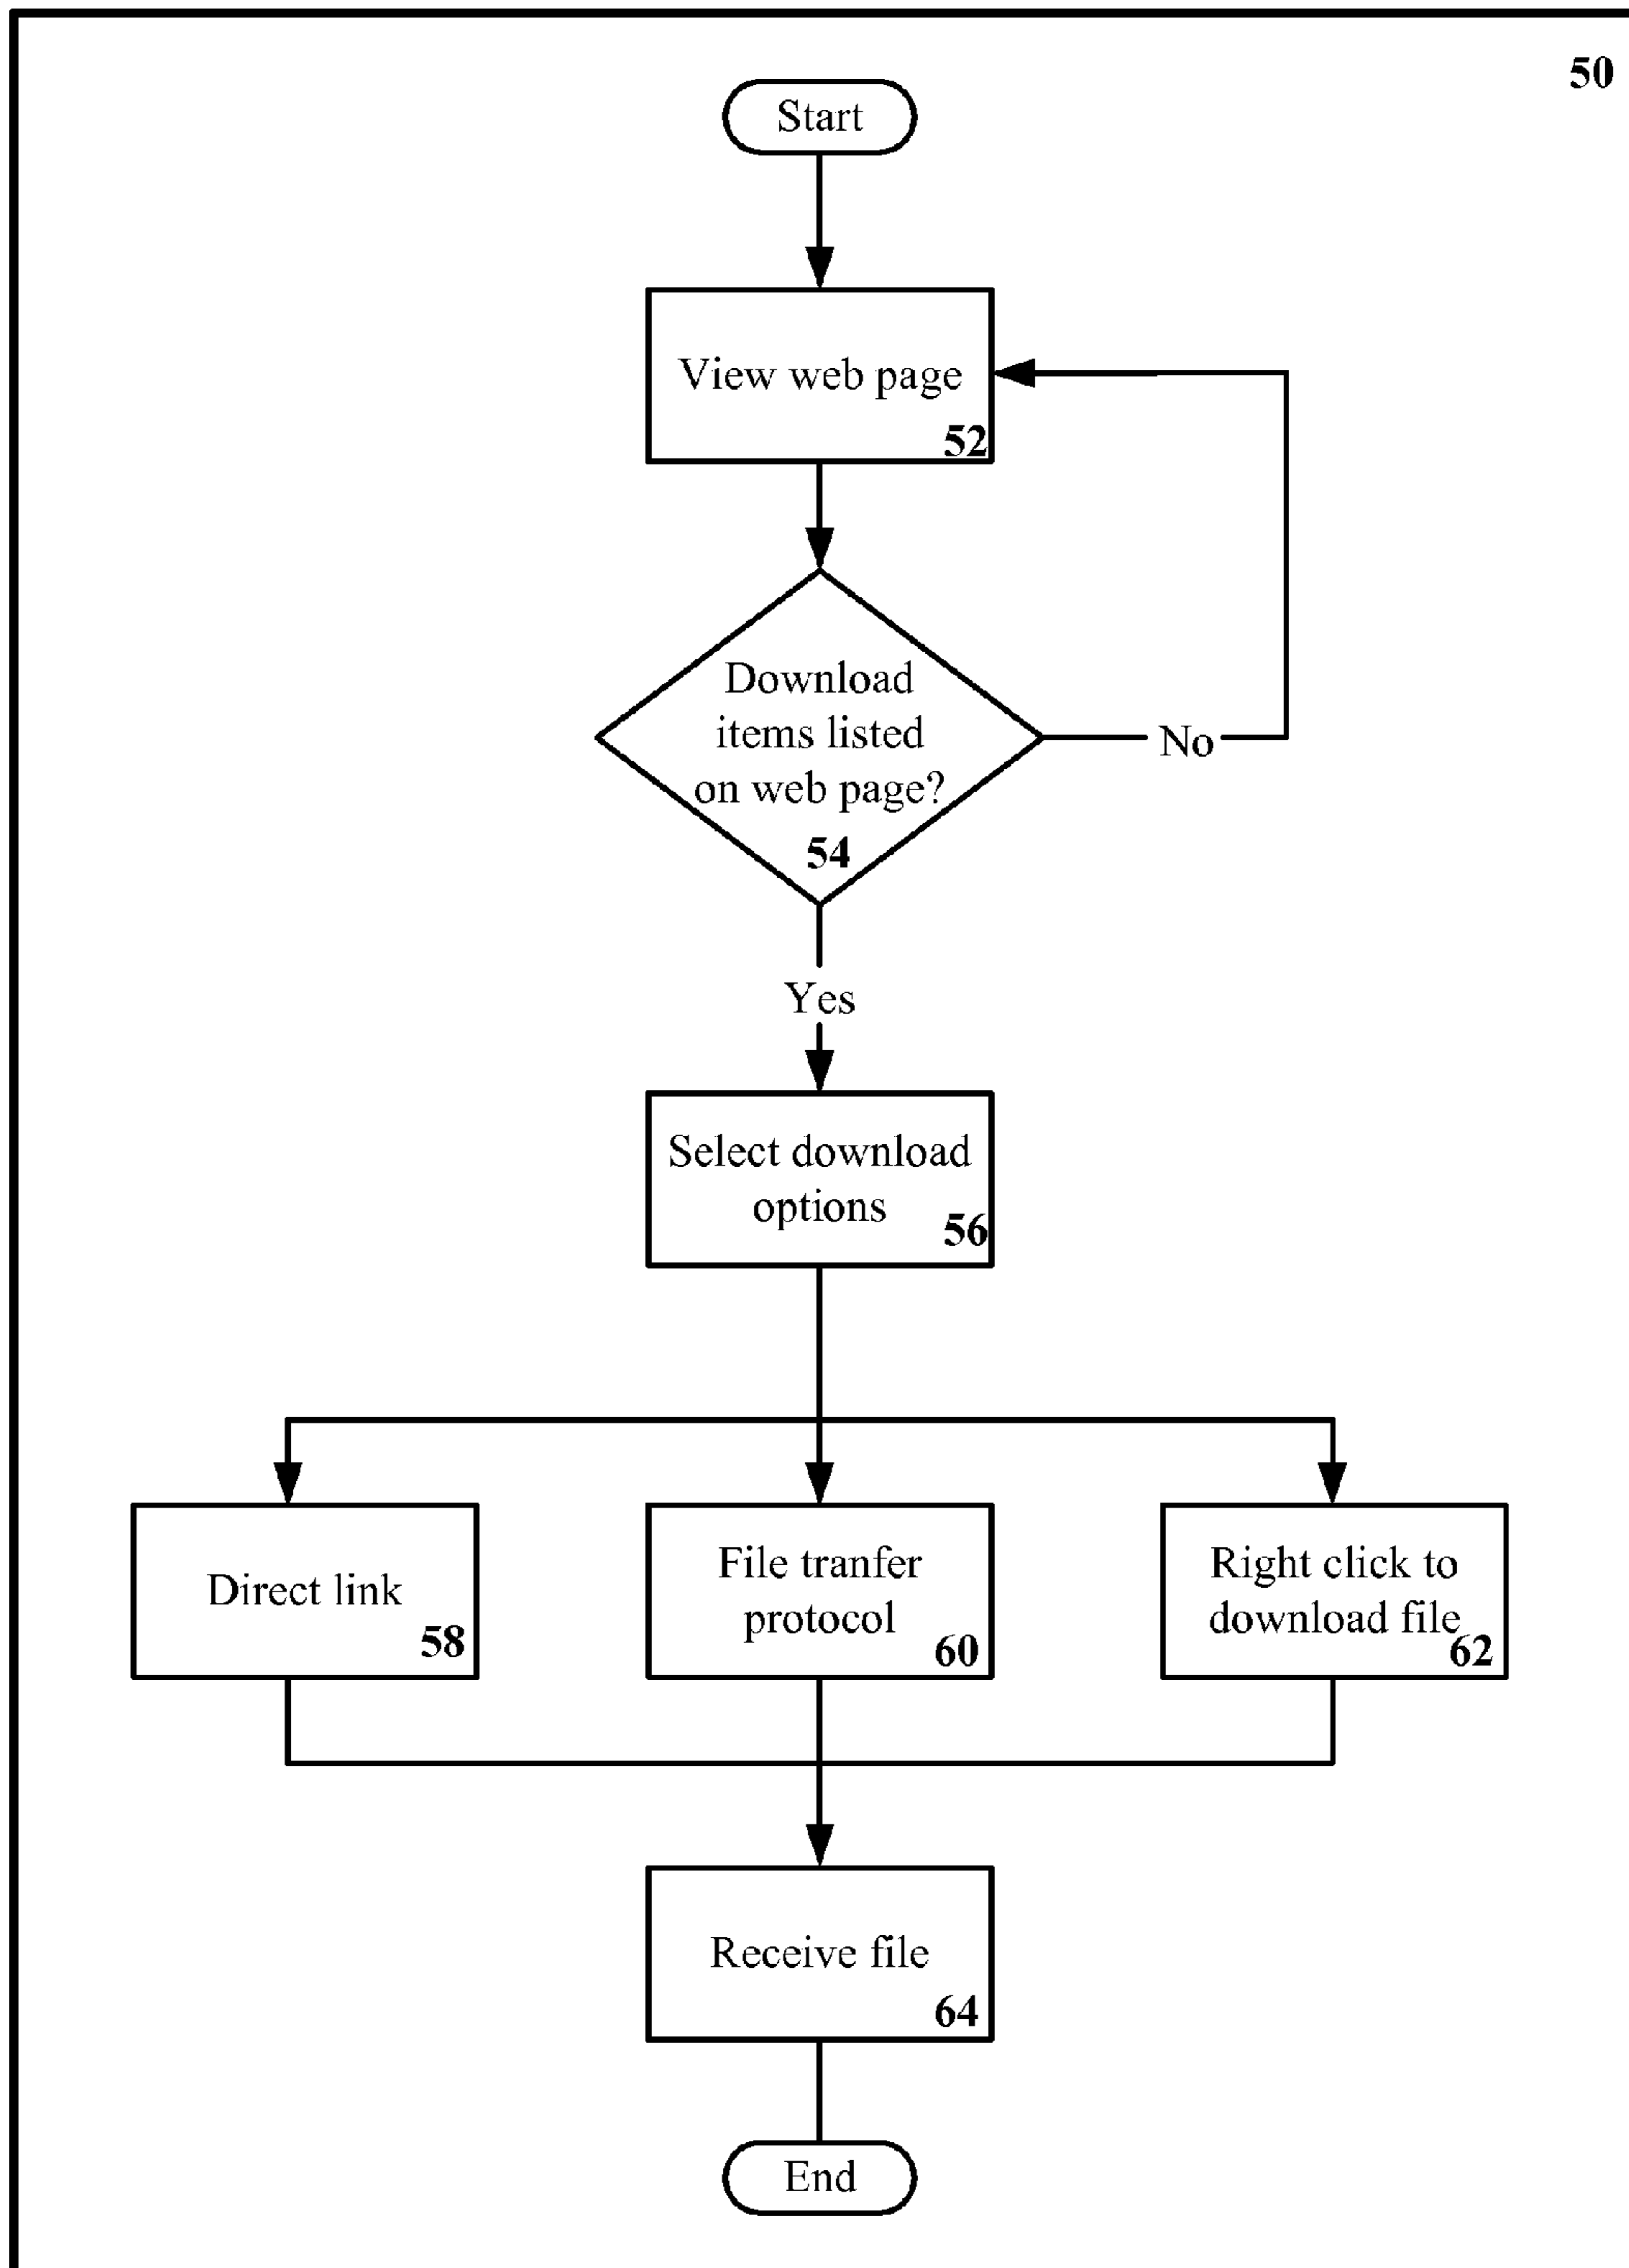 50
Start
View web page
52
Download
items listed
on web page?
54
No
Yes
Select download
options
56
Direct link
58
File tranfer
protocol
60
Right click to
download file
62
Receive file
64
End